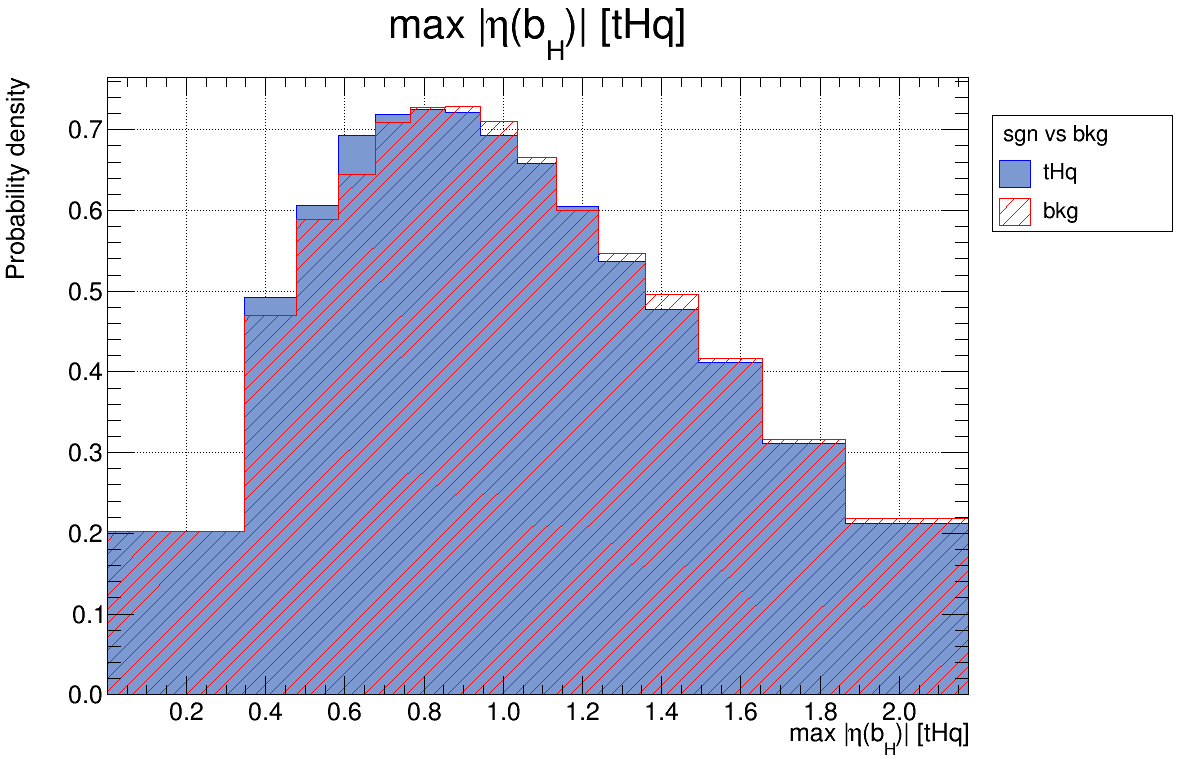 max |η(b_H)| [tHq]
Probability density
0.7
0.6
0.5
0.4
0.3
0.2
0.1
0.0
0.2 0.4 0.6 0.8 1.0 1.2 1.4 1.6 1.8 2.0
max |η(b_H)| [tHq]
sgn vs bkg
tHq
bkg